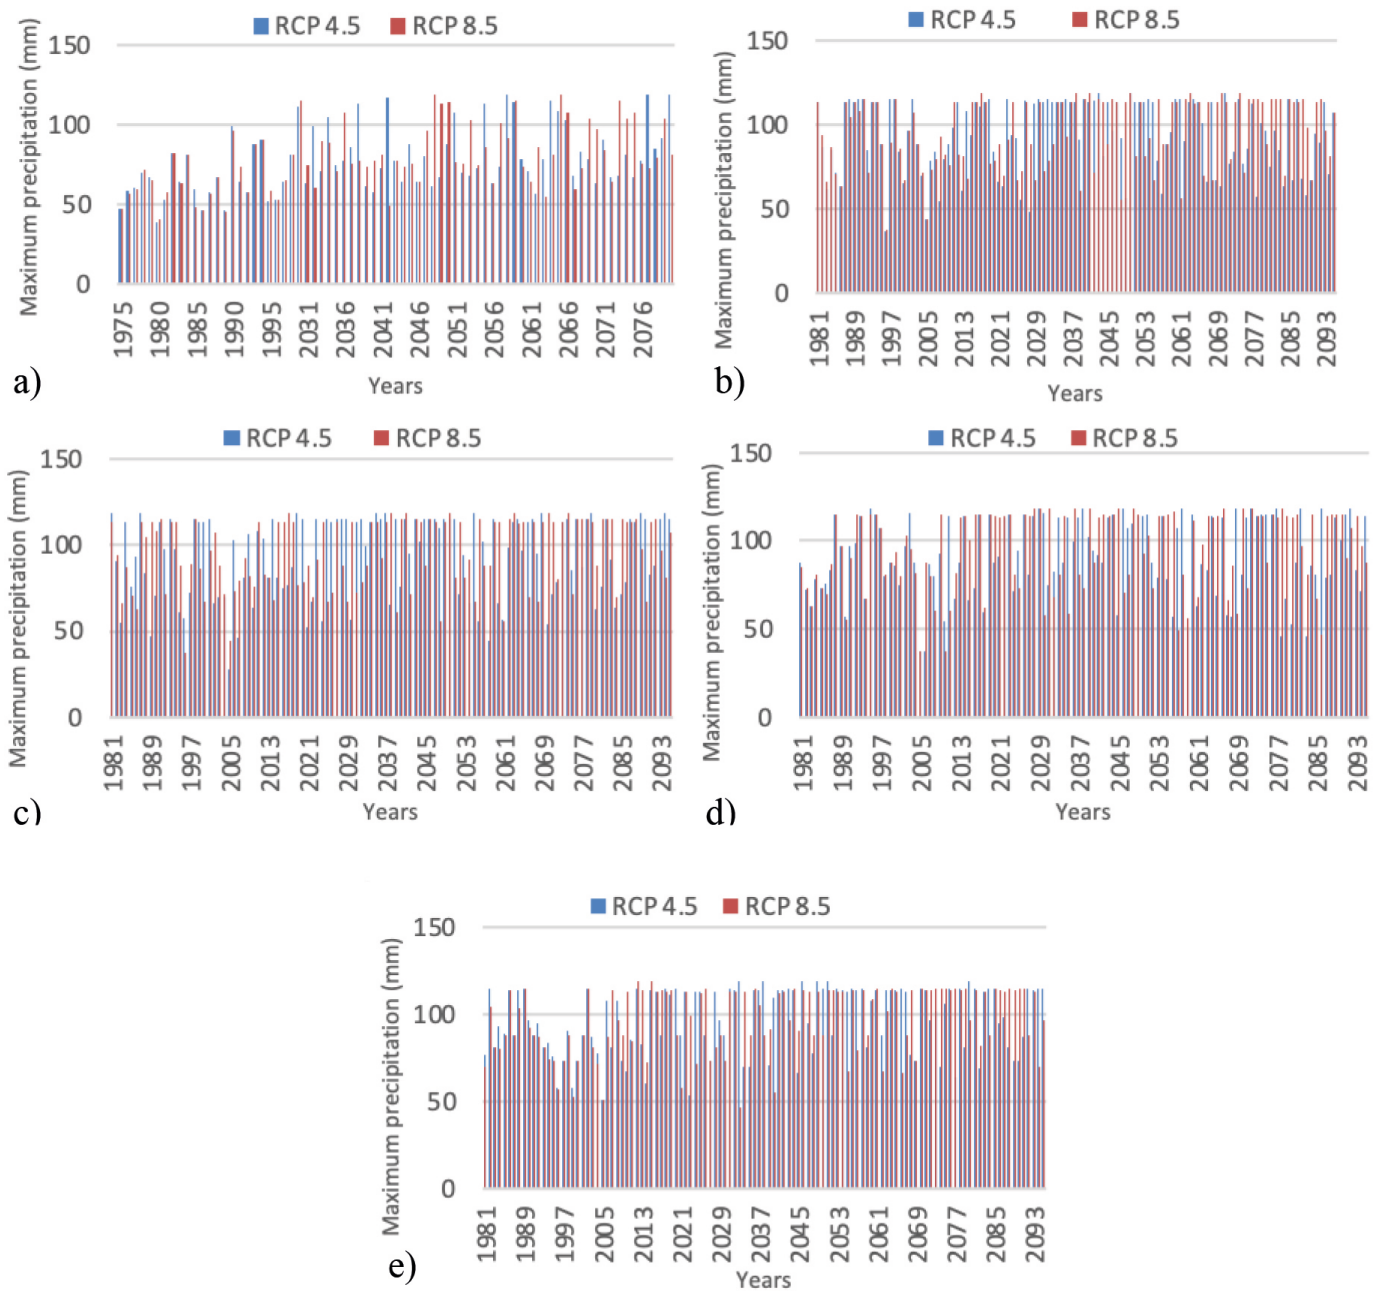 RCP 4.5 RCP 8.5
Maximum precipitation (mm)
150
100
50
0
1975 1980 1985 1990 1995 2031 2036 2041 2046 2051 2056 2061 2066 2071 2076
Years
a)
RCP 4.5 RCP 8.5
Maximum precipitation (mm)
150
100
50
0
1981 1989 1997 2005 2013 2021 2029 2037 2045 2053 2061 2069 2077 2085 2093
Years
b)
RCP 4.5 RCP 8.5
Maximum precipitation (mm)
150
100
50
0
1981 1989 1997 2005 2013 2021 2029 2037 2045 2053 2061 2069 2077 2085 2093
Years
c)
RCP 4.5 RCP 8.5
Maximum precipitation (mm)
150
100
50
0
1981 1989 1997 2005 2013 2021 2029 2037 2045 2053 2061 2069 2077 2085 2093
Years
d)
RCP 4.5 RCP 8.5
Maximum precipitation (mm)
150
100
50
0
1981 1989 1997 2005 2013 2021 2029 2037 2045 2053 2061 2069 2077 2085 2093
Years
e)